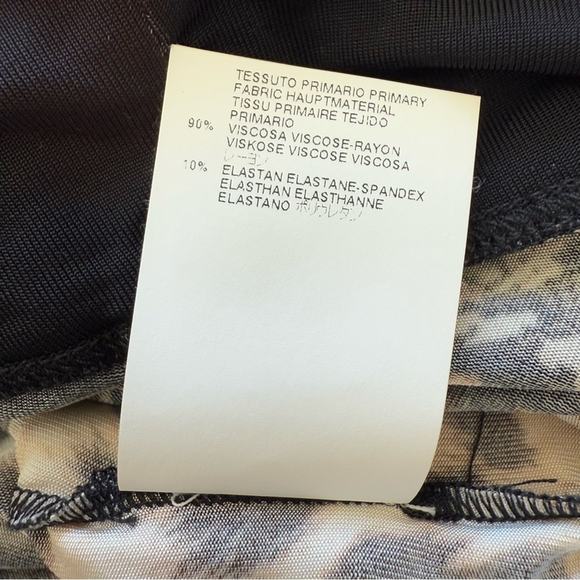 TESSUTO PRIMARIO PRIMARY
FABRIC HAUPTMATERIAL
TISSU PRIMAIRE TEJIDO
PRIMARIO
90% VISCOSA VISCOSE-RAYON
VISKOSE VISCOSE VISCOSA
レーヨン
10% ELASTAN ELASTANE-SPANDEX
ELASTHAN ELASTHANNE
ELASTANO ポリウレタン